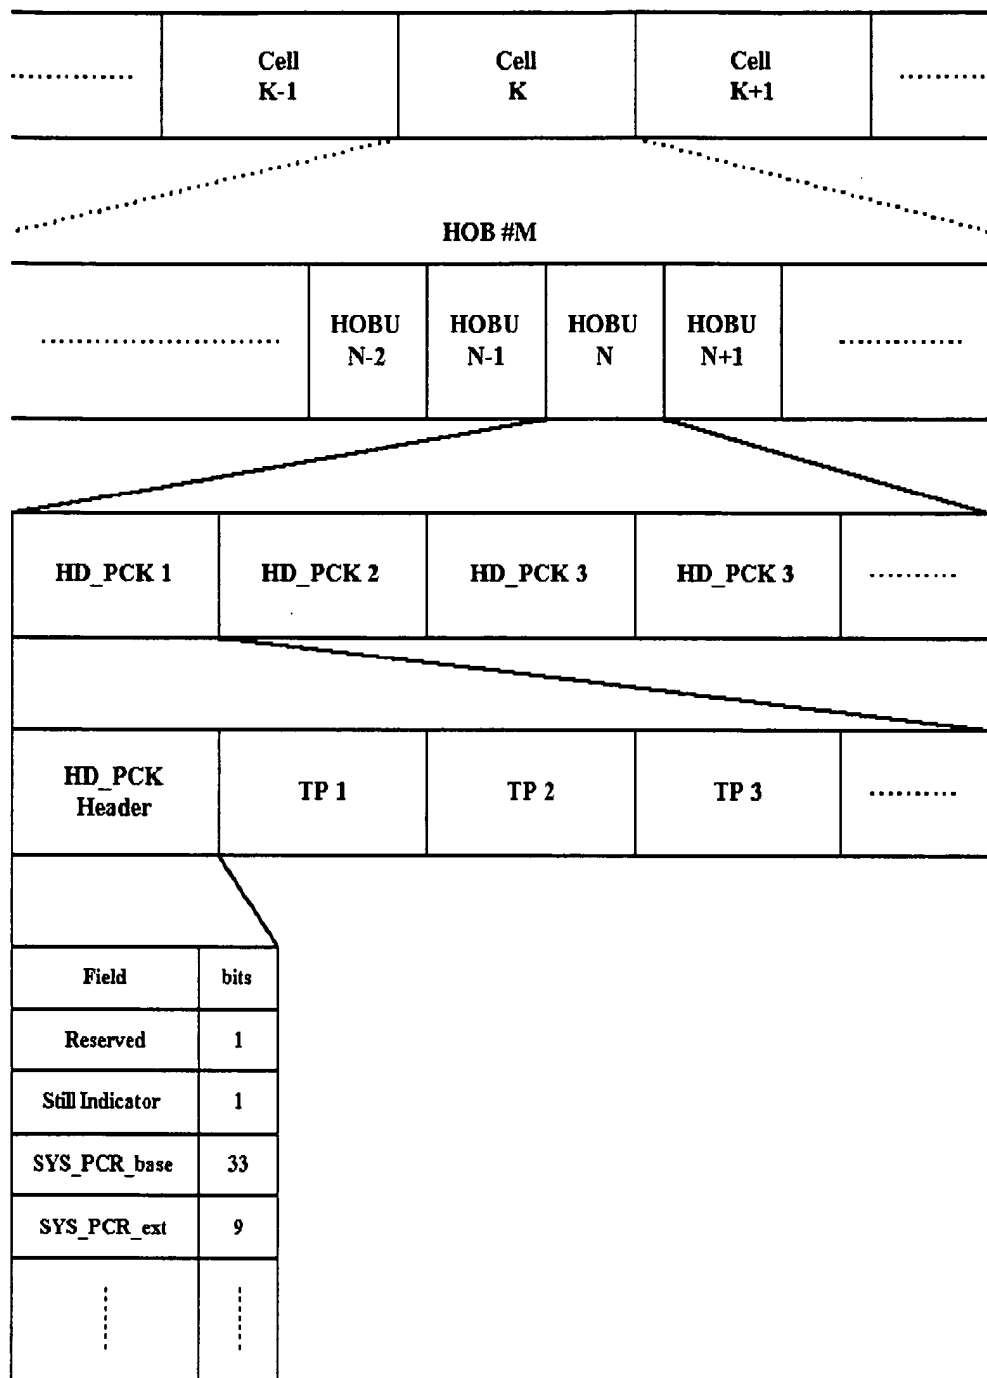 Cell
K-1
Cell
K
Cell
K+1
HOB #M
HOBU
N-2
HOBU
N-1
HOBU
N
HOBU
N+1
HD_PCK 1
HD_PCK 2
HD_PCK 3
HD_PCK 3
HD_PCK
Header
TP 1
TP 2
TP 3
Field bits
Reserved 1
Still Indicator 1
SYS_PCR_base 33
SYS_PCR_ext 9